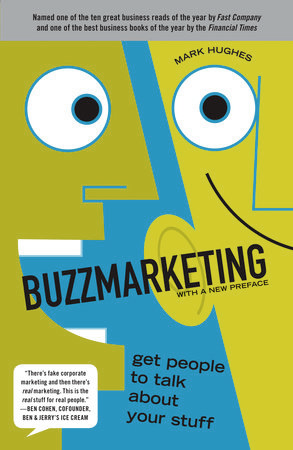 Named one of the ten great business reads of the year by Fast Company
and one of the best business books of the year by the Financial Times
MARK HUGHES
BUZZMARKETING
WITH A NEW PREFACE
get people
to talk
about
your stuff
"There's fake corporate
marketing and then there's
real marketing. This is the
real stuff for real people."
—BEN COHEN, COFOUNDER,
BEN & JERRY'S ICE CREAM